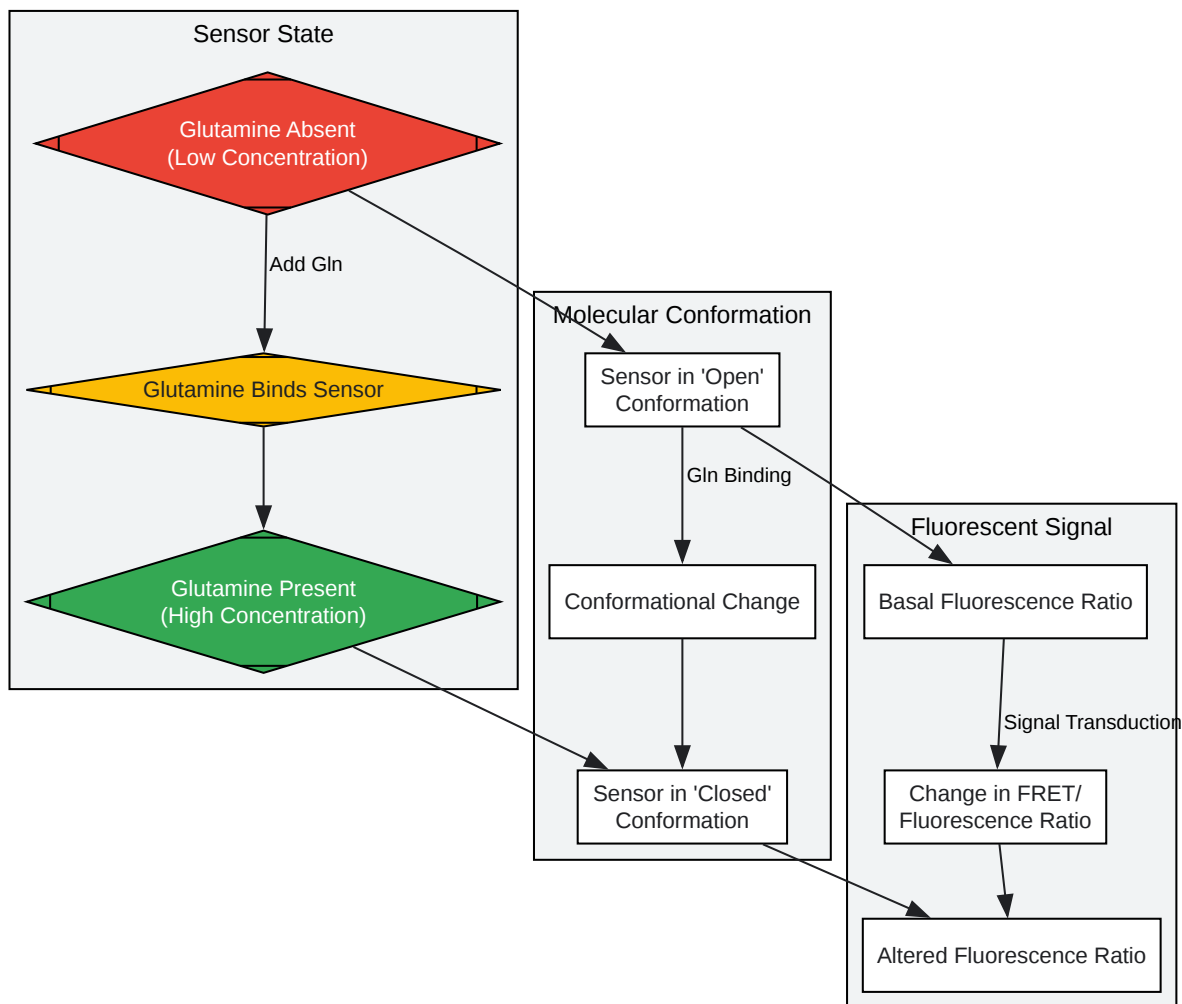 Sensor State
Glutamine Absent
(Low Concentration)
Add Gln
Glutamine Binds Sensor
Glutamine Present
(High Concentration)
Molecular Conformation
Sensor in 'Open'
Conformation
Gln Binding
Conformational Change
Sensor in 'Closed'
Conformation
Fluorescent Signal
Basal Fluorescence Ratio
Signal Transduction
Change in FRET/
Fluorescence Ratio
Altered Fluorescence Ratio